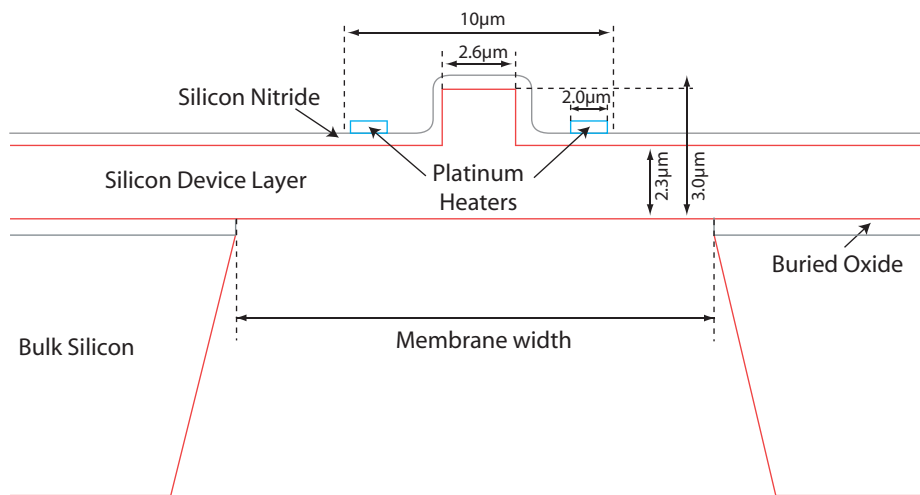 10μm
2.6μm
Silicon Nitride
2.0μm
Platinum
Heaters
Silicon Device Layer
2.3μm
3.0μm
Buried Oxide
Membrane width
Bulk Silicon